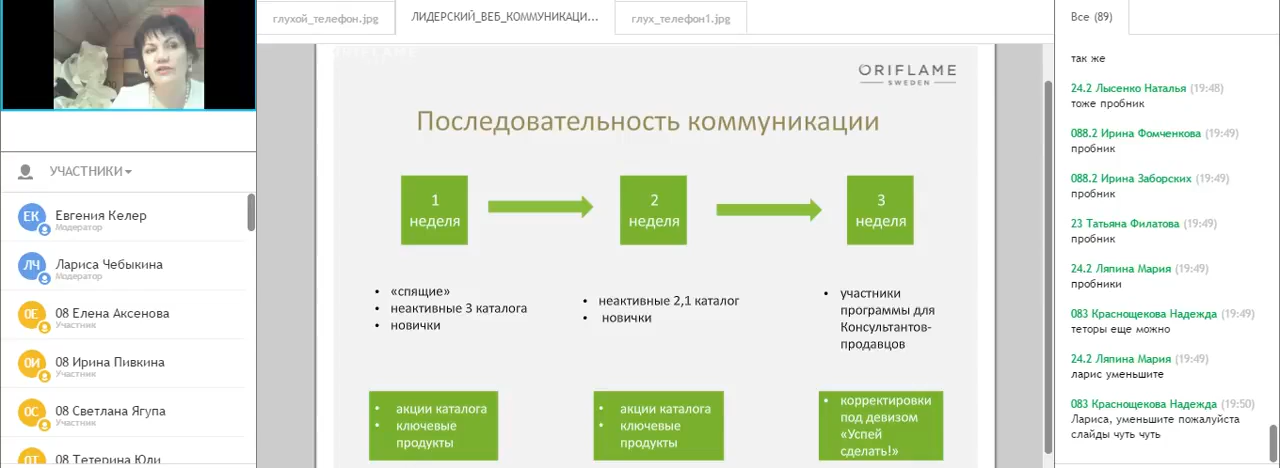 глухой_телефон.jpg
ЛИДЕРСКИЙ_ВЕБ_КОММУНИКАЦИ...
глух_телефон1.jpg
Все (89)
УЧАСТНИКИ
ЕК Евгения Келер
Модератор
ЛЧ Лариса Чебыкина
Модератор
ОЕ 08 Елена Аксенова
Участник
ОИ 08 Ирина Пивкина
Участник
ОС 08 Светлана Ягупа
Участник
ОТ 08 Тетерина Юли
ORIFLAME
ORIFLAME
SWEDEN
Последовательность коммуникации
1
неделя
2
неделя
3
неделя
• «спящие»
• неактивные 3 каталога
• новички
• неактивные 2,1 каталог
• новички
• участники
программы для
Консультантов-
продавцов
• акции каталога
• ключевые
продукты
• акции каталога
• ключевые
продукты
• корректировки
под девизом
«Успей
сделать!»
так же
24.2 Лысенко Наталья (19:48)
тоже пробник
088.2 Ирина Фомченкова (19:49)
пробник
088.2 Ирина Заборских (19:49)
пробник
23 Татьяна Филатова (19:49)
пробник
24.2 Ляпина Мария (19:49)
пробники
083 Краснощекова Надежда (19:49)
теторы еще можно
24.2 Ляпина Мария (19:49)
ларис уменьшите
083 Краснощекова Надежда (19:50)
Лариса, уменьшите пожалуйста
слайды чуть чуть